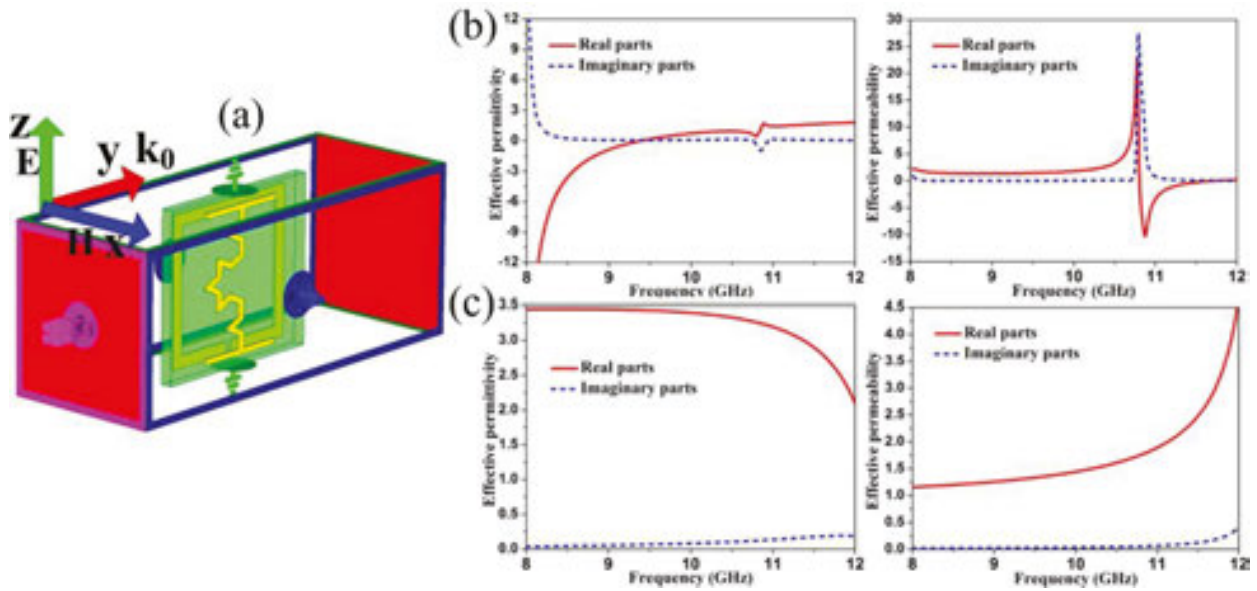 (a)
z
E
y k₀
H x
(b)
Effective permittivity
12
9
6
3
0
-3
-6
-9
-12
Real parts
Imaginary parts
8 9 10 11 12
Frequency (GHz)
Effective permeability
30
25
20
15
10
5
0
-5
-10
-15
Real parts
Imaginary parts
8 9 10 11 12
Frequency (GHz)
(c)
Effective permittivity
3.5
3.0
2.5
2.0
1.5
1.0
0.5
0.0
Real parts
Imaginary parts
8 9 10 11 12
Frequency (GHz)
Effective permeability
4.5
4.0
3.5
3.0
2.5
2.0
1.5
1.0
0.5
0.0
Real parts
Imaginary parts
8 9 10 11 12s
Frequency (GHz)